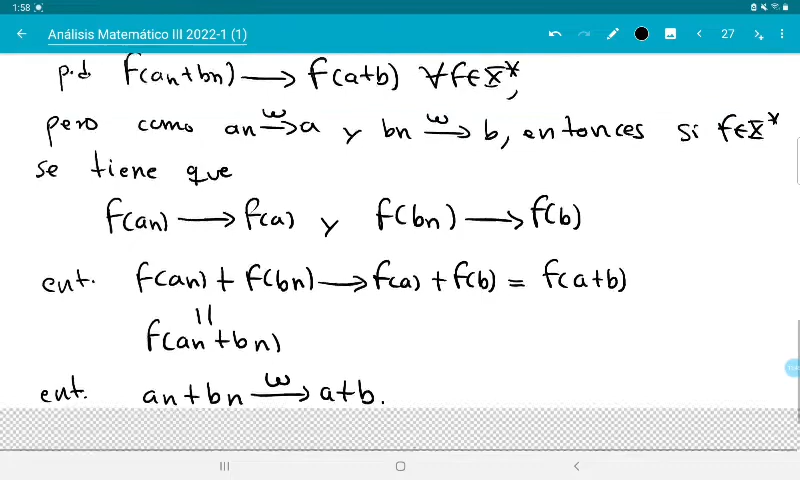 1:58
Análisis Matemático III 2022-1 (1)
27
p.d f(an+bn) ⟶ f(a+b) ∀f∈X*,
pero como an -w→ a y bn -w→ b, entonces si f∈X*
se tiene que
f(an) ⟶ f(a) y f(bn) ⟶ f(b)
ent. f(an) + f(bn) ⟶ f(a) + f(b) = f(a+b)
||
f(an+bn)
ent. an+bn -w→ a+b.